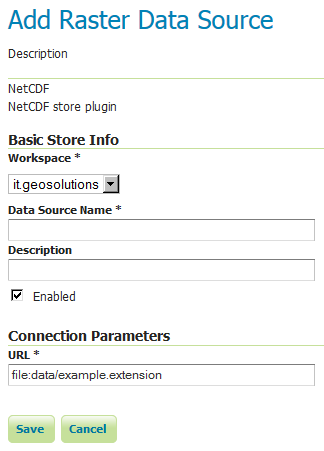 Add Raster Data Source
Description
NetCDF
NetCDF store plugin
Basic Store Info
Workspace *
it.geosolutions
Data Source Name *
Description
Enabled
Connection Parameters
URL *
file:data/example.extension
Save Cancel